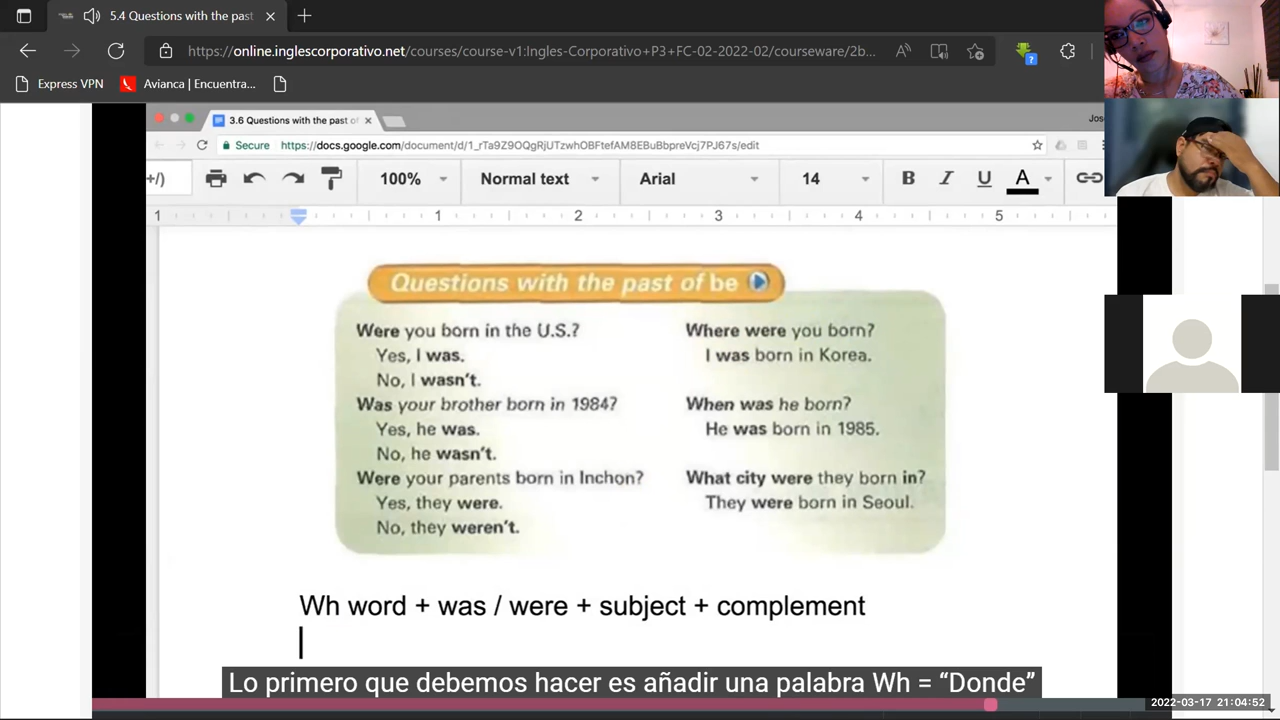 5.4 Questions with the past
https://online.inglescorporativo.net/courses/course-v1:Ingles-Corporativo+P3+FC-02-2022-02/courseware/2b...
Express VPN
Avianca | Encuentra...
3.6 Questions with the past of
Jos
Secure
https://docs.google.com/document/d/1_rTa9Z9OQgRjUTzwhOBFtefAM8EBuBbpreVcj7PJ67s/edit
+/)
100%
Normal text
Arial
14
B I U A
1 1 2 3 4 5
Questions with the past of be
Were you born in the U.S.?
Yes, I was.
No, I wasn't.
Was your brother born in 1984?
Yes, he was.
No, he wasn't.
Were your parents born in Inchon?
Yes, they were.
No, they weren't.
Where were you born?
I was born in Korea.
When was he born?
He was born in 1985.
What city were they born in?
They were born in Seoul.
Wh word + was / were + subject + complement
Lo primero que debemos hacer es añadir una palabra Wh = “Donde”
2022-03-17 21:04:52